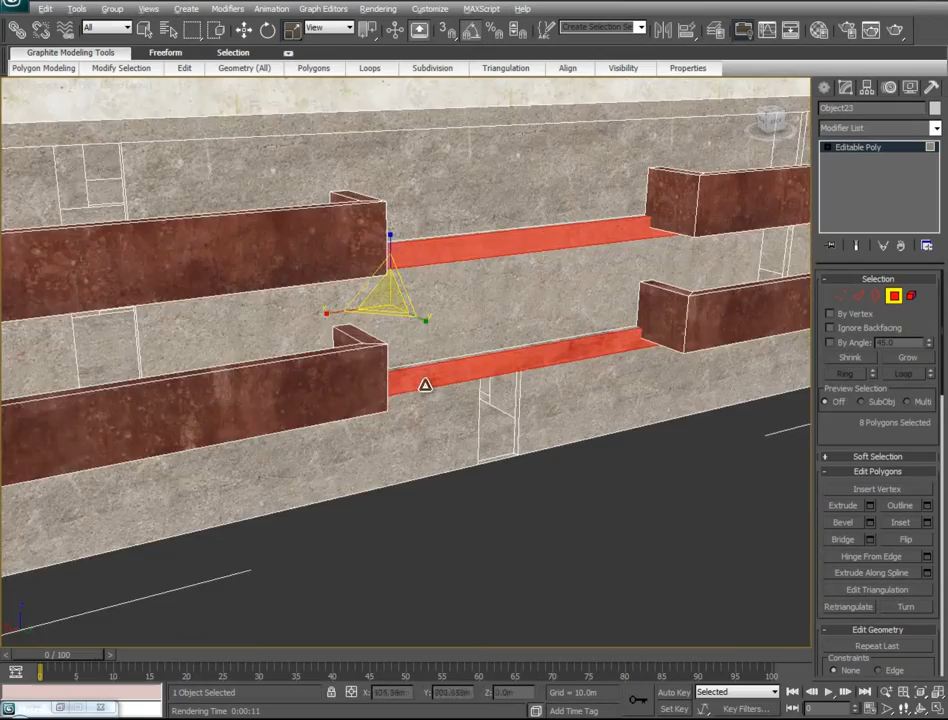 Edit Tools Group Views Create Modifiers Animation Graph Editors Rendering Customize MAXScript Help
All View Create Selection Se
Graphite Modeling Tools Freeform Selection
Polygon Modeling Modify Selection Edit Geometry (All) Polygons Loops Subdivision Triangulation Align Visibility Properties
Object23
Modifier List
Editable Poly
Selection
By Vertex
Ignore Backfacing
By Angle: 45.0
Shrink Grow
Ring Loop
Preview Selection
Off SubObj Multi
8 Polygons Selected
Soft Selection
Edit Polygons
Insert Vertex
Extrude Outline
Bevel Inset
Bridge Flip
Hinge From Edge
Extrude Along Spline
Edit Triangulation
Retriangulate Turn
Edit Geometry
Repeat Last
Constraints
None Edge
0 / 100
0 5 10 15 20 25 30 35 40 45 50 55 60 65 70 75 80 85 90 95 100
1 Object Selected X: Y: Z: 0.0m Grid = 10.0m Auto Key Selected
Rendering Time 0:00:11 Add Time Tag Set Key Key Filters... 0